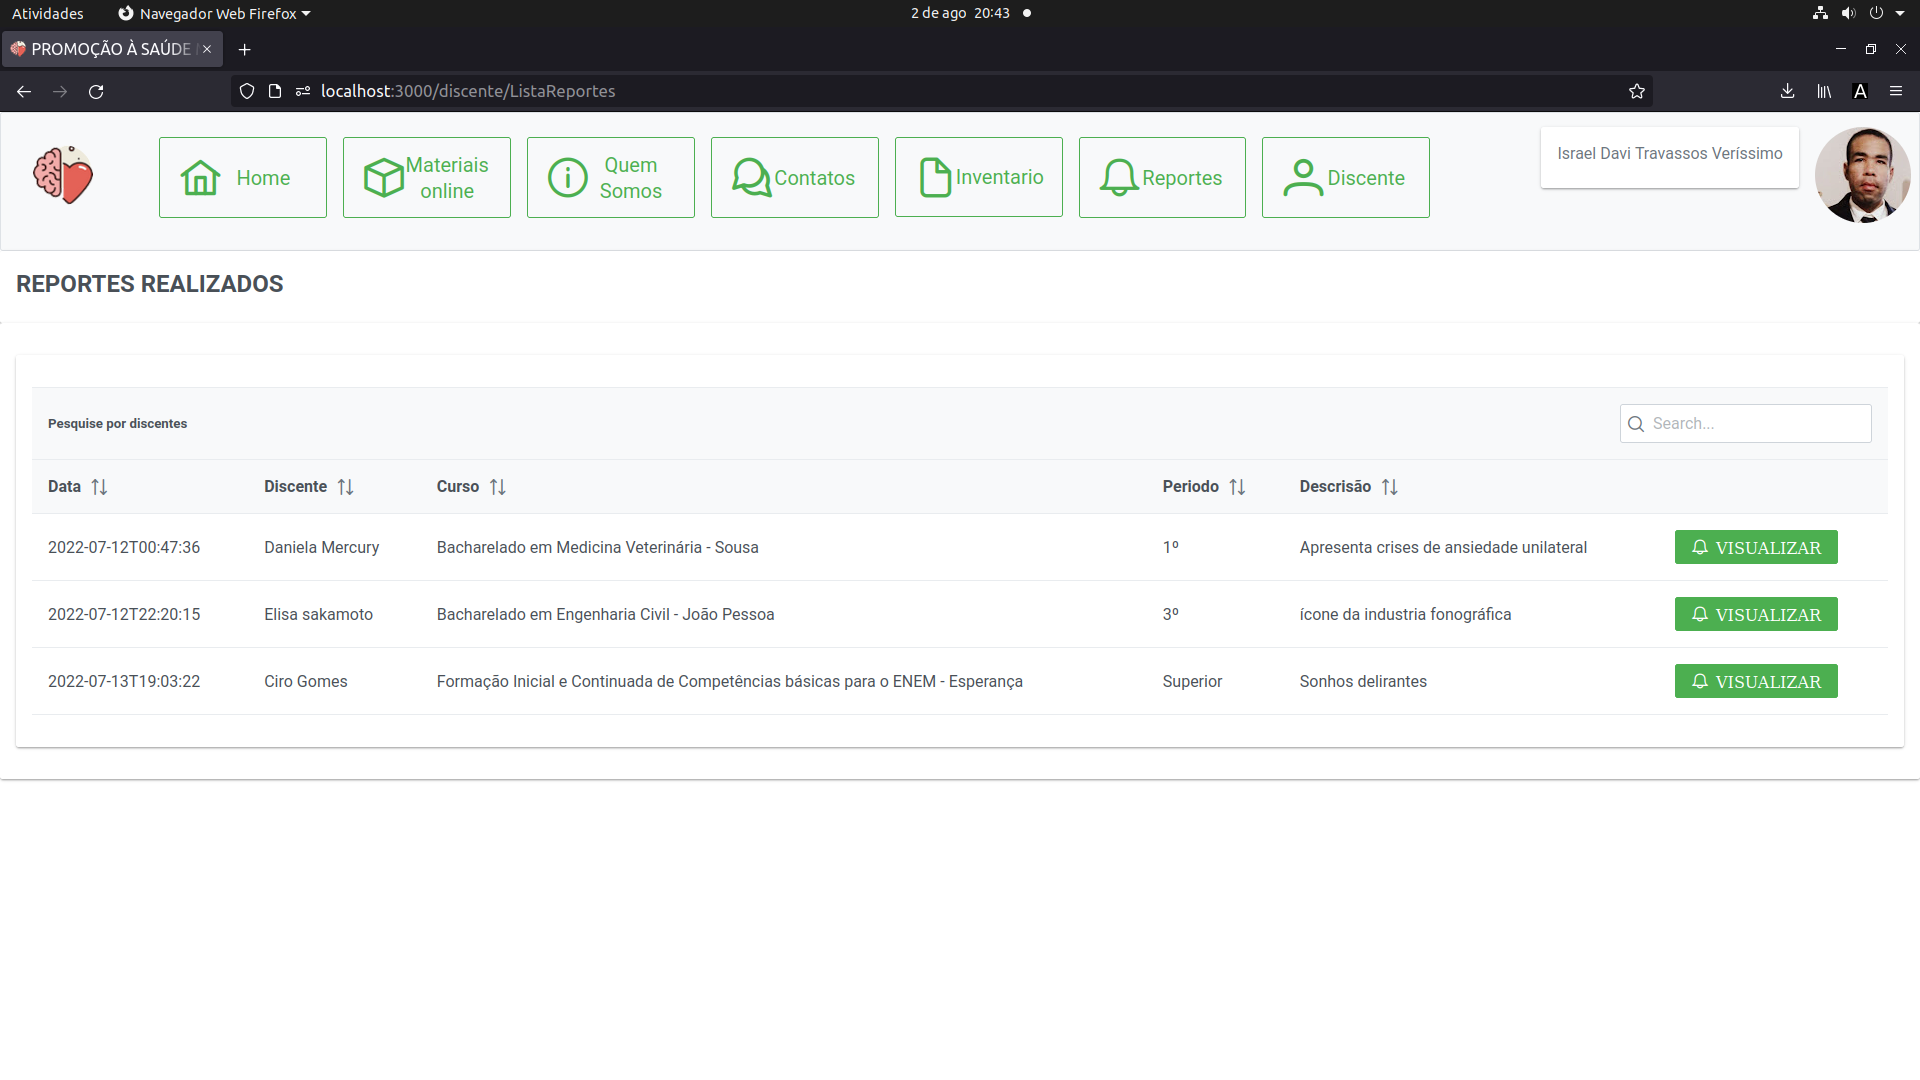 Atividades Navegador Web Firefox 2 de ago 20:43
PROMOÇÃO À SAÚDE
localhost:3000/discente/ListaReportes A
Home
Materiais
online
Quem
Somos
Contatos
Inventario
Reportes
Discente
Israel Davi Travassos Veríssimo
REPORTES REALIZADOS
Pesquise por discentes Search...
Data Discente Curso Periodo Descrisão
2022-07-12T00:47:36 Daniela Mercury Bacharelado em Medicina Veterinária - Sousa 1º Apresenta crises de ansiedade unilateral VISUALIZAR
2022-07-12T22:20:15 Elisa sakamoto Bacharelado em Engenharia Civil - João Pessoa 3º ícone da industria fonográfica VISUALIZAR
2022-07-13T19:03:22 Ciro Gomes Formação Inicial e Continuada de Competências básicas para o ENEM - Esperança Superior Sonhos delirantes VISUALIZAR